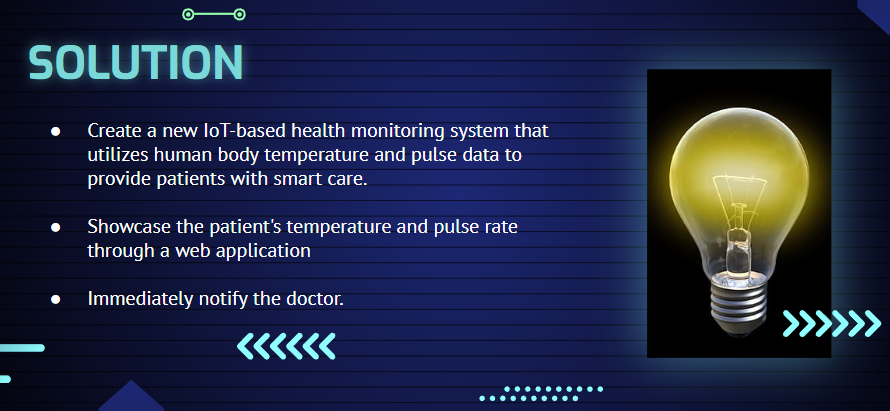 SOLUTION
● Create a new IoT-based health monitoring system that
utilizes human body temperature and pulse data to
provide patients with smart care.
● Showcase the patient's temperature and pulse rate
through a web application
● Immediately notify the doctor.